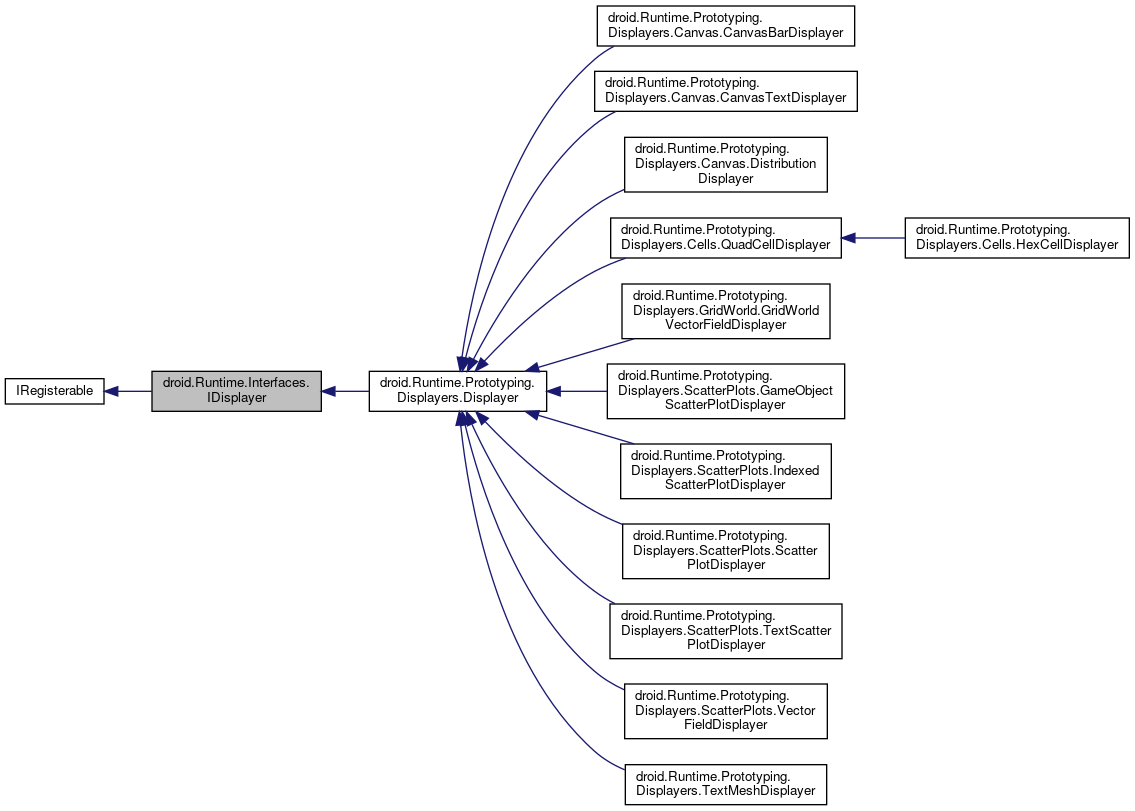 droid.Runtime.Prototyping.
Displayers.Canvas.CanvasBarDisplayer
droid.Runtime.Prototyping.
Displayers.Canvas.CanvasTextDisplayer
droid.Runtime.Prototyping.
Displayers.Canvas.Distribution
Displayer
droid.Runtime.Prototyping.
Displayers.Cells.QuadCellDisplayer
droid.Runtime.Prototyping.
Displayers.Cells.HexCellDisplayer
droid.Runtime.Prototyping.
Displayers.GridWorld.GridWorld
VectorFieldDisplayer
IRegisterable
droid.Runtime.Interfaces.
IDisplayer
droid.Runtime.Prototyping.
Displayers.Displayer
droid.Runtime.Prototyping.
Displayers.ScatterPlots.GameObject
ScatterPlotDisplayer
droid.Runtime.Prototyping.
Displayers.ScatterPlots.Indexed
ScatterPlotDisplayer
droid.Runtime.Prototyping.
Displayers.ScatterPlots.Scatter
PlotDisplayer
droid.Runtime.Prototyping.
Displayers.ScatterPlots.TextScatter
PlotDisplayer
droid.Runtime.Prototyping.
Displayers.ScatterPlots.Vector
FieldDisplayer
droid.Runtime.Prototyping.
Displayers.TextMeshDisplayer